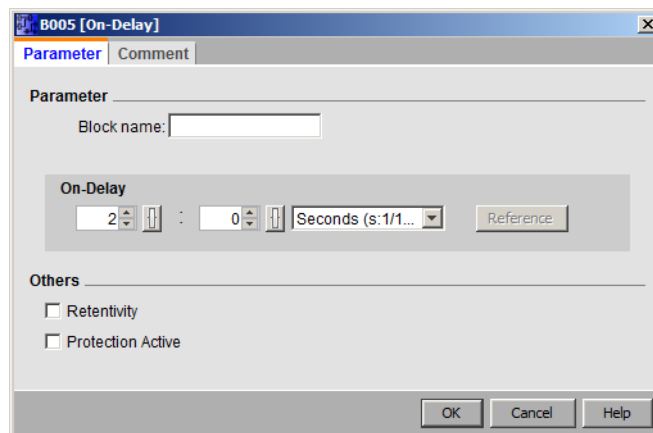 B005 [On-Delay]
Parameter Comment
Parameter
Block name:
On-Delay
2 : 0 Seconds (s:1/1... Reference
Others
Retentivity
Protection Active
OK Cancel Help